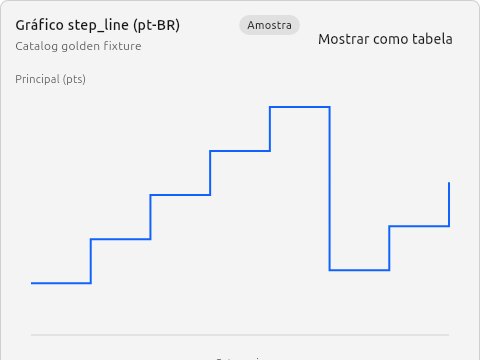 Gráfico step_line (pt-BR)
Amostra
Catalog golden fixture
Mostrar como tabela
Principal (pts)